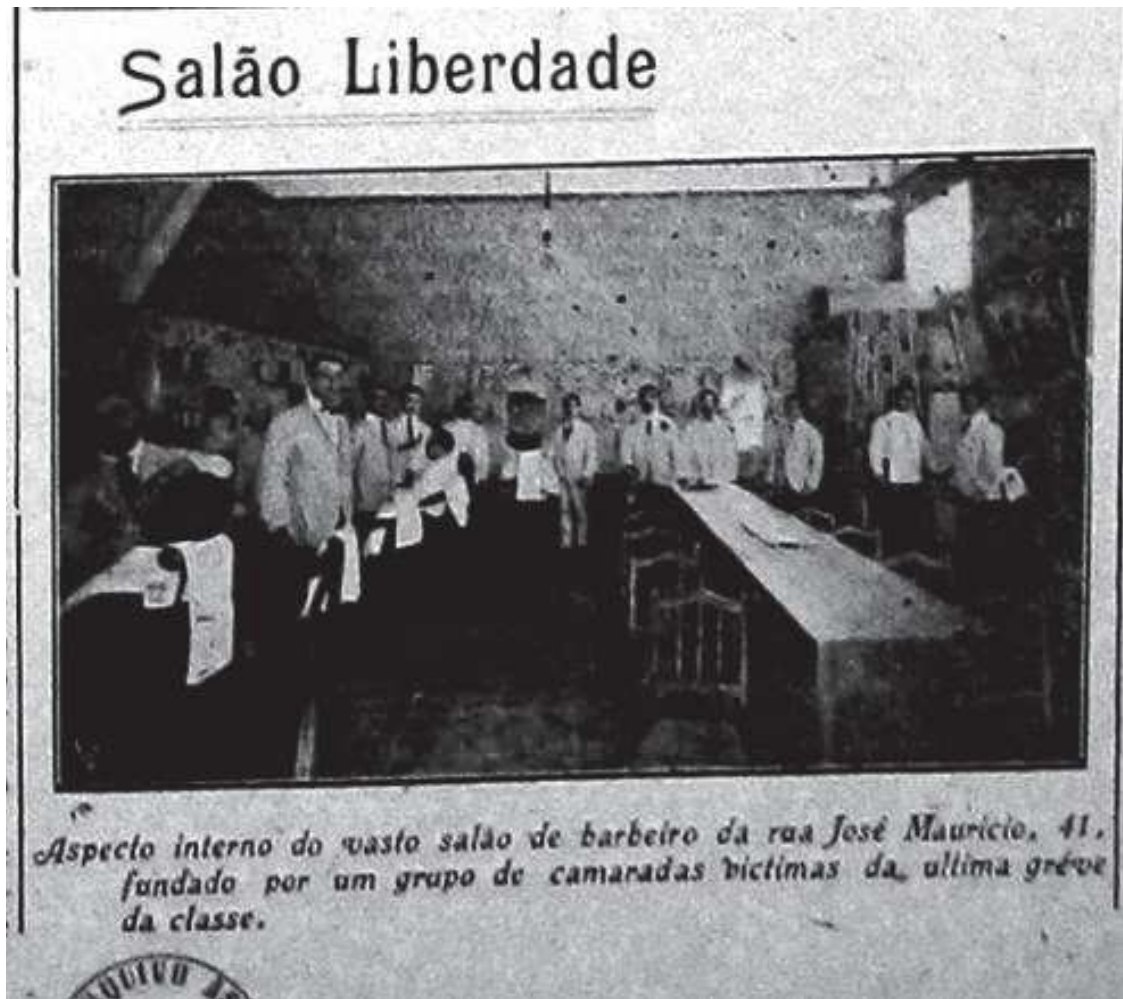 Salão Liberdade
Aspecto interno do vasto salão de barbeiro da rua José Mauricio, 41,
fundado por um grupo de camaradas victimas da ultima gréve
da classe.
QUIVO